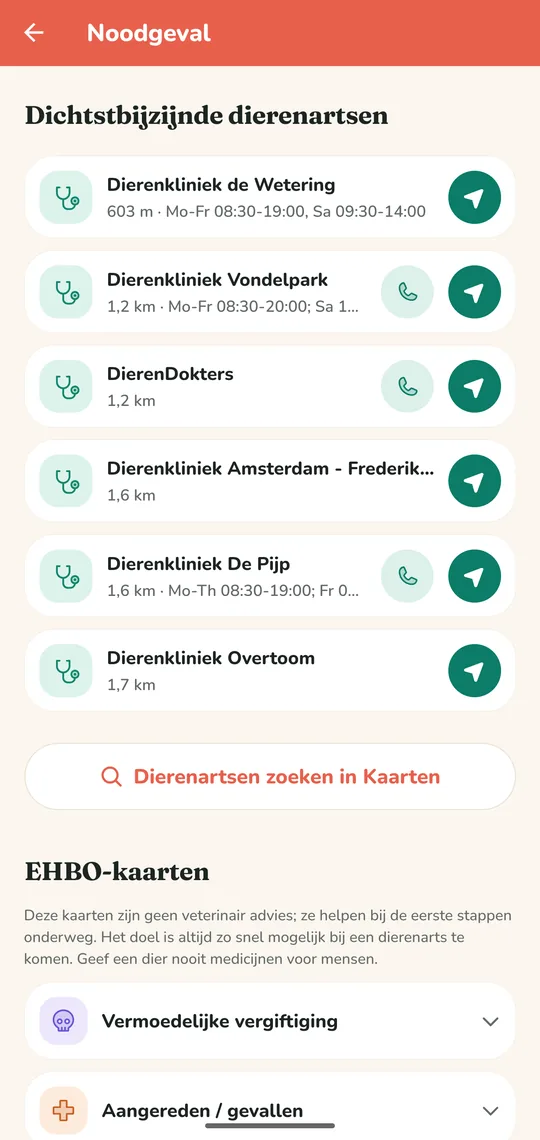 Noodgeval
Dichtstbijzijnde dierenartsen
Dierenkliniek de Wetering
603 m · Mo-Fr 08:30-19:00, Sa 09:30-14:00
Dierenkliniek Vondelpark
1,2 km · Mo-Fr 08:30-20:00; Sa 1...
DierenDokters
1,2 km
Dierenkliniek Amsterdam - Frederik...
1,6 km
Dierenkliniek De Pijp
1,6 km · Mo-Th 08:30-19:00; Fr 0...
Dierenkliniek Overtoom
1,7 km
Dierenartsen zoeken in Kaarten
EHBO-kaarten
Deze kaarten zijn geen veterinair advies; ze helpen bij de eerste stappen
onderweg. Het doel is altijd zo snel mogelijk bij een dierenarts te
komen. Geef een dier nooit medicijnen voor mensen.
Vermoedelijke vergiftiging
Aangereden / gevallen